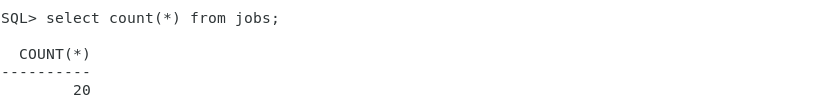 SQL> select count(*) from jobs;
COUNT(*)
----------
20